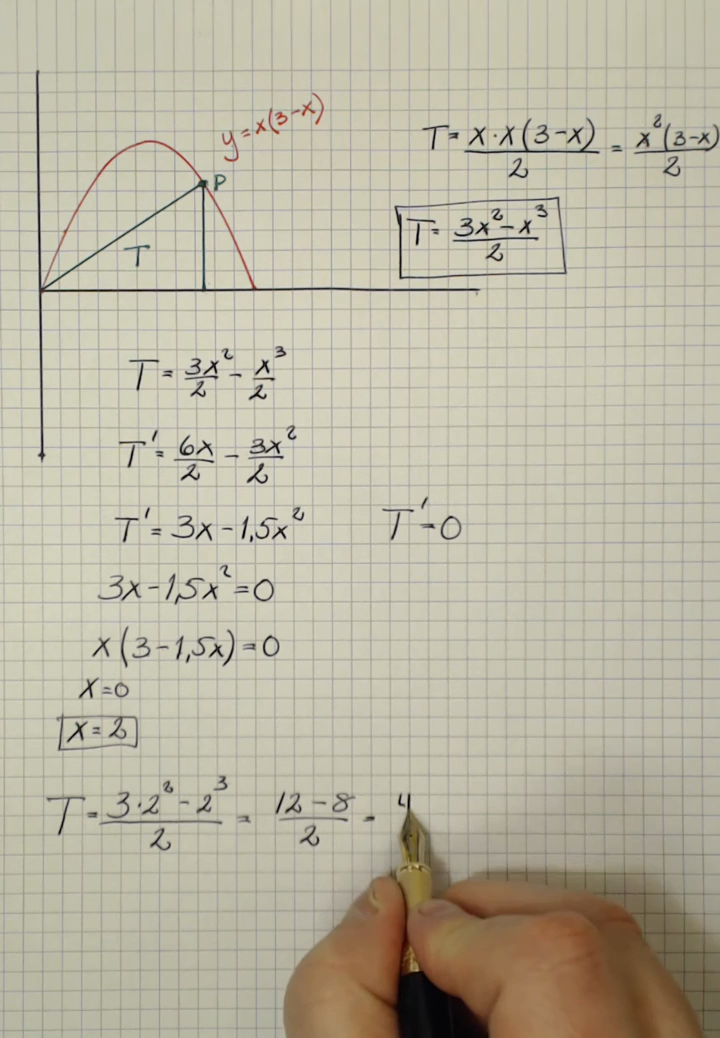 y=x(3-x)
P
T
T = x·x(3-x)/2 = x²(3-x)/2
T = 3x²-x³/2
T = 3x²/2 - x³/2
T' = 6x/2 - 3x²/2
T' = 3x - 1,5x²
T' = 0
3x - 1,5x² = 0
x(3 - 1,5x) = 0
x = 0
x = 2
T = 3·2² - 2³/2 = 12 - 8/2 = 4